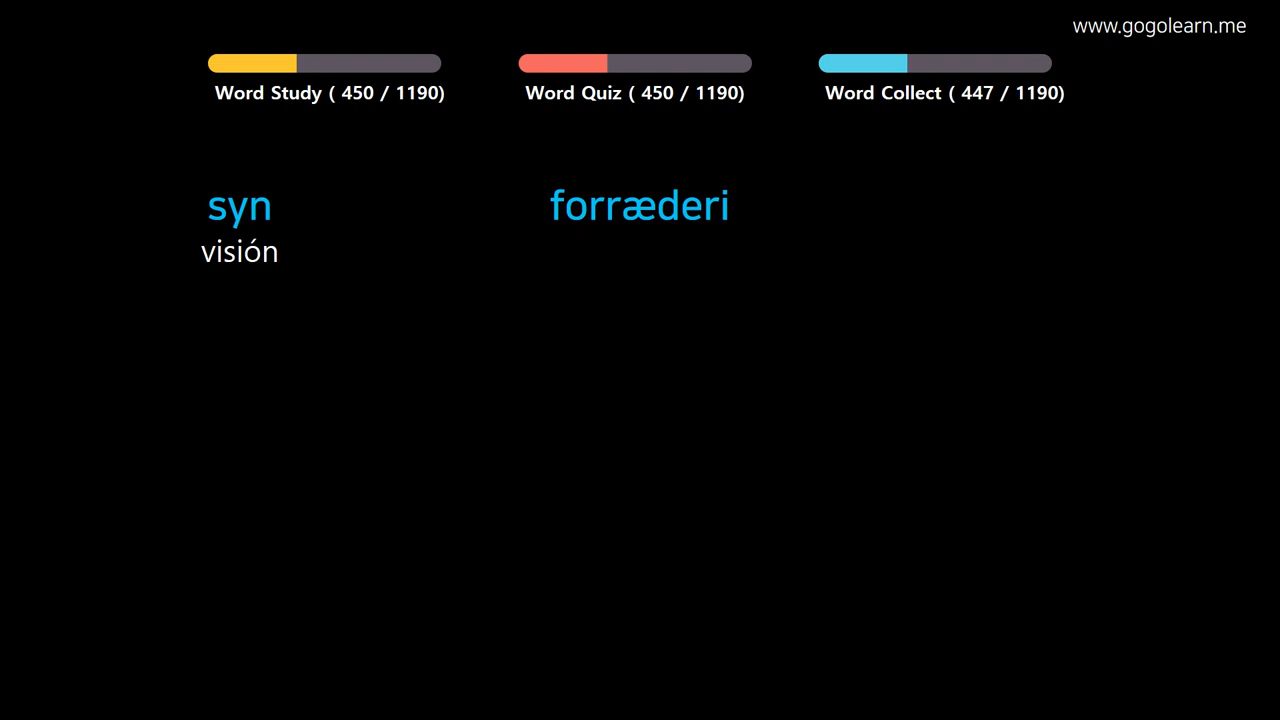 www.gogolearn.me
Word Study ( 450 / 1190)
Word Quiz ( 450 / 1190)
Word Collect ( 447 / 1190)
syn
visión
forræderi